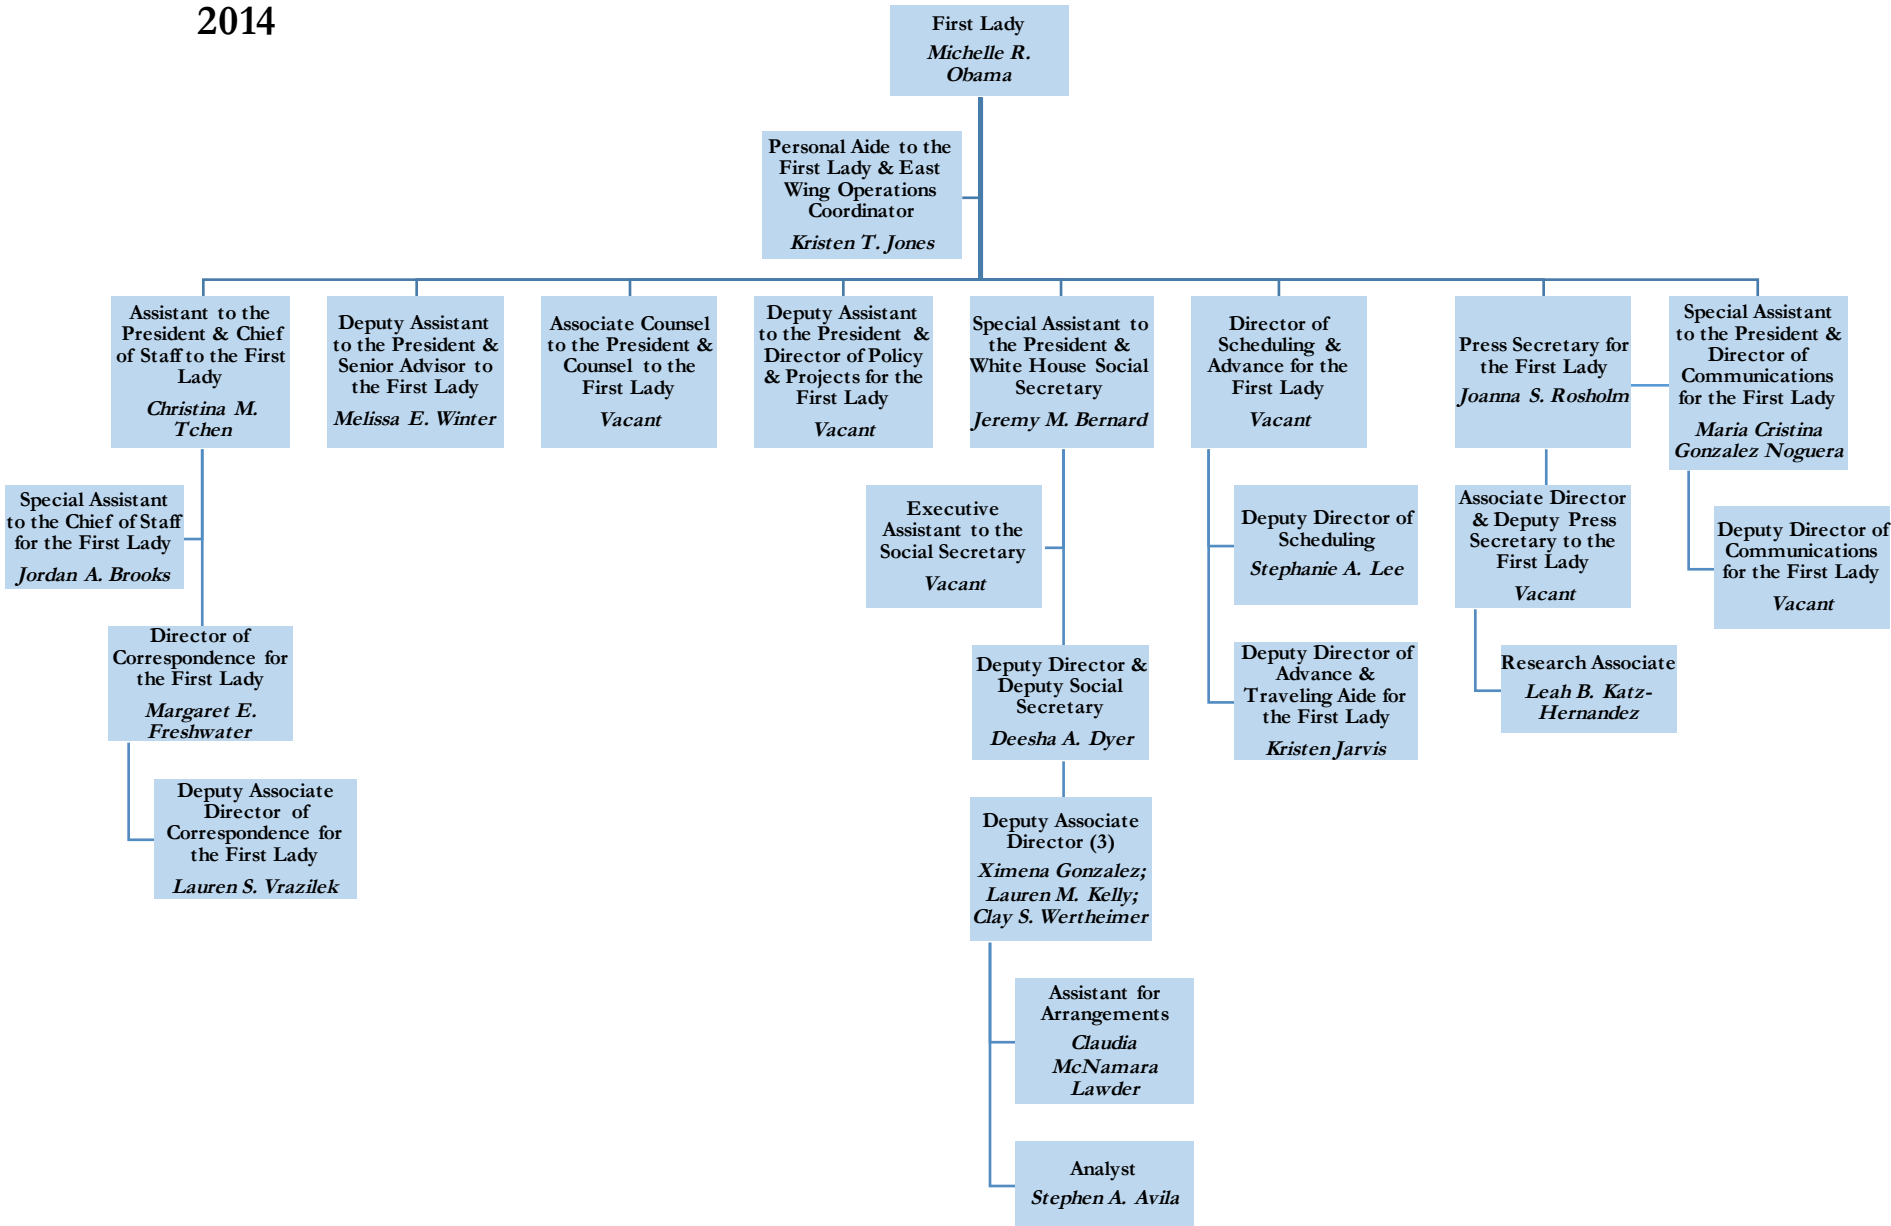 2014
First Lady
Michelle R.
Obama
Personal Aide to the
First Lady & East
Wing Operations
Coordinator
Kristen T. Jones
Assistant to the
President & Chief
of Staff to the First
Lady
Christina M.
Tchen
Deputy Assistant
to the President &
Senior Advisor to
the First Lady
Melissa E. Winter
Associate Counsel
to the President &
Counsel to the
First Lady
Vacant
Deputy Assistant
to the President &
Director of Policy
& Projects for the
First Lady
Vacant
Special Assistant to
the President &
White House Social
Secretary
Jeremy M. Bernard
Director of
Scheduling &
Advance for the
First Lady
Vacant
Press Secretary for
the First Lady
Joanna S. Rosholm
Special Assistant
to the President &
Director of
Communications
for the First Lady
Maria Cristina
Gonzalez Noguera
Special Assistant
to the Chief of Staff
for the First Lady
Jordan A. Brooks
Executive
Assistant to the
Social Secretary
Vacant
Deputy Director of
Scheduling
Stephanie A. Lee
Associate Director
& Deputy Press
Secretary to the
First Lady
Vacant
Deputy Director of
Communications
for the First Lady
Vacant
Director of
Correspondence for
the First Lady
Margaret E.
Freshwater
Deputy Director &
Deputy Social
Secretary
Deesha A. Dyer
Deputy Director of
Advance &
Traveling Aide for
the First Lady
Kristen Jarvis
Research Associate
Leah B. Katz-
Hernandez
Deputy Associate
Director of
Correspondence for
the First Lady
Lauren S. Vrazilek
Deputy Associate
Director (3)
Ximena Gonzalez;
Lauren M. Kelly;
Clay S. Wertheimer
Assistant for
Arrangements
Claudia
McNamara
Lawder
Analyst
Stephen A. Avila